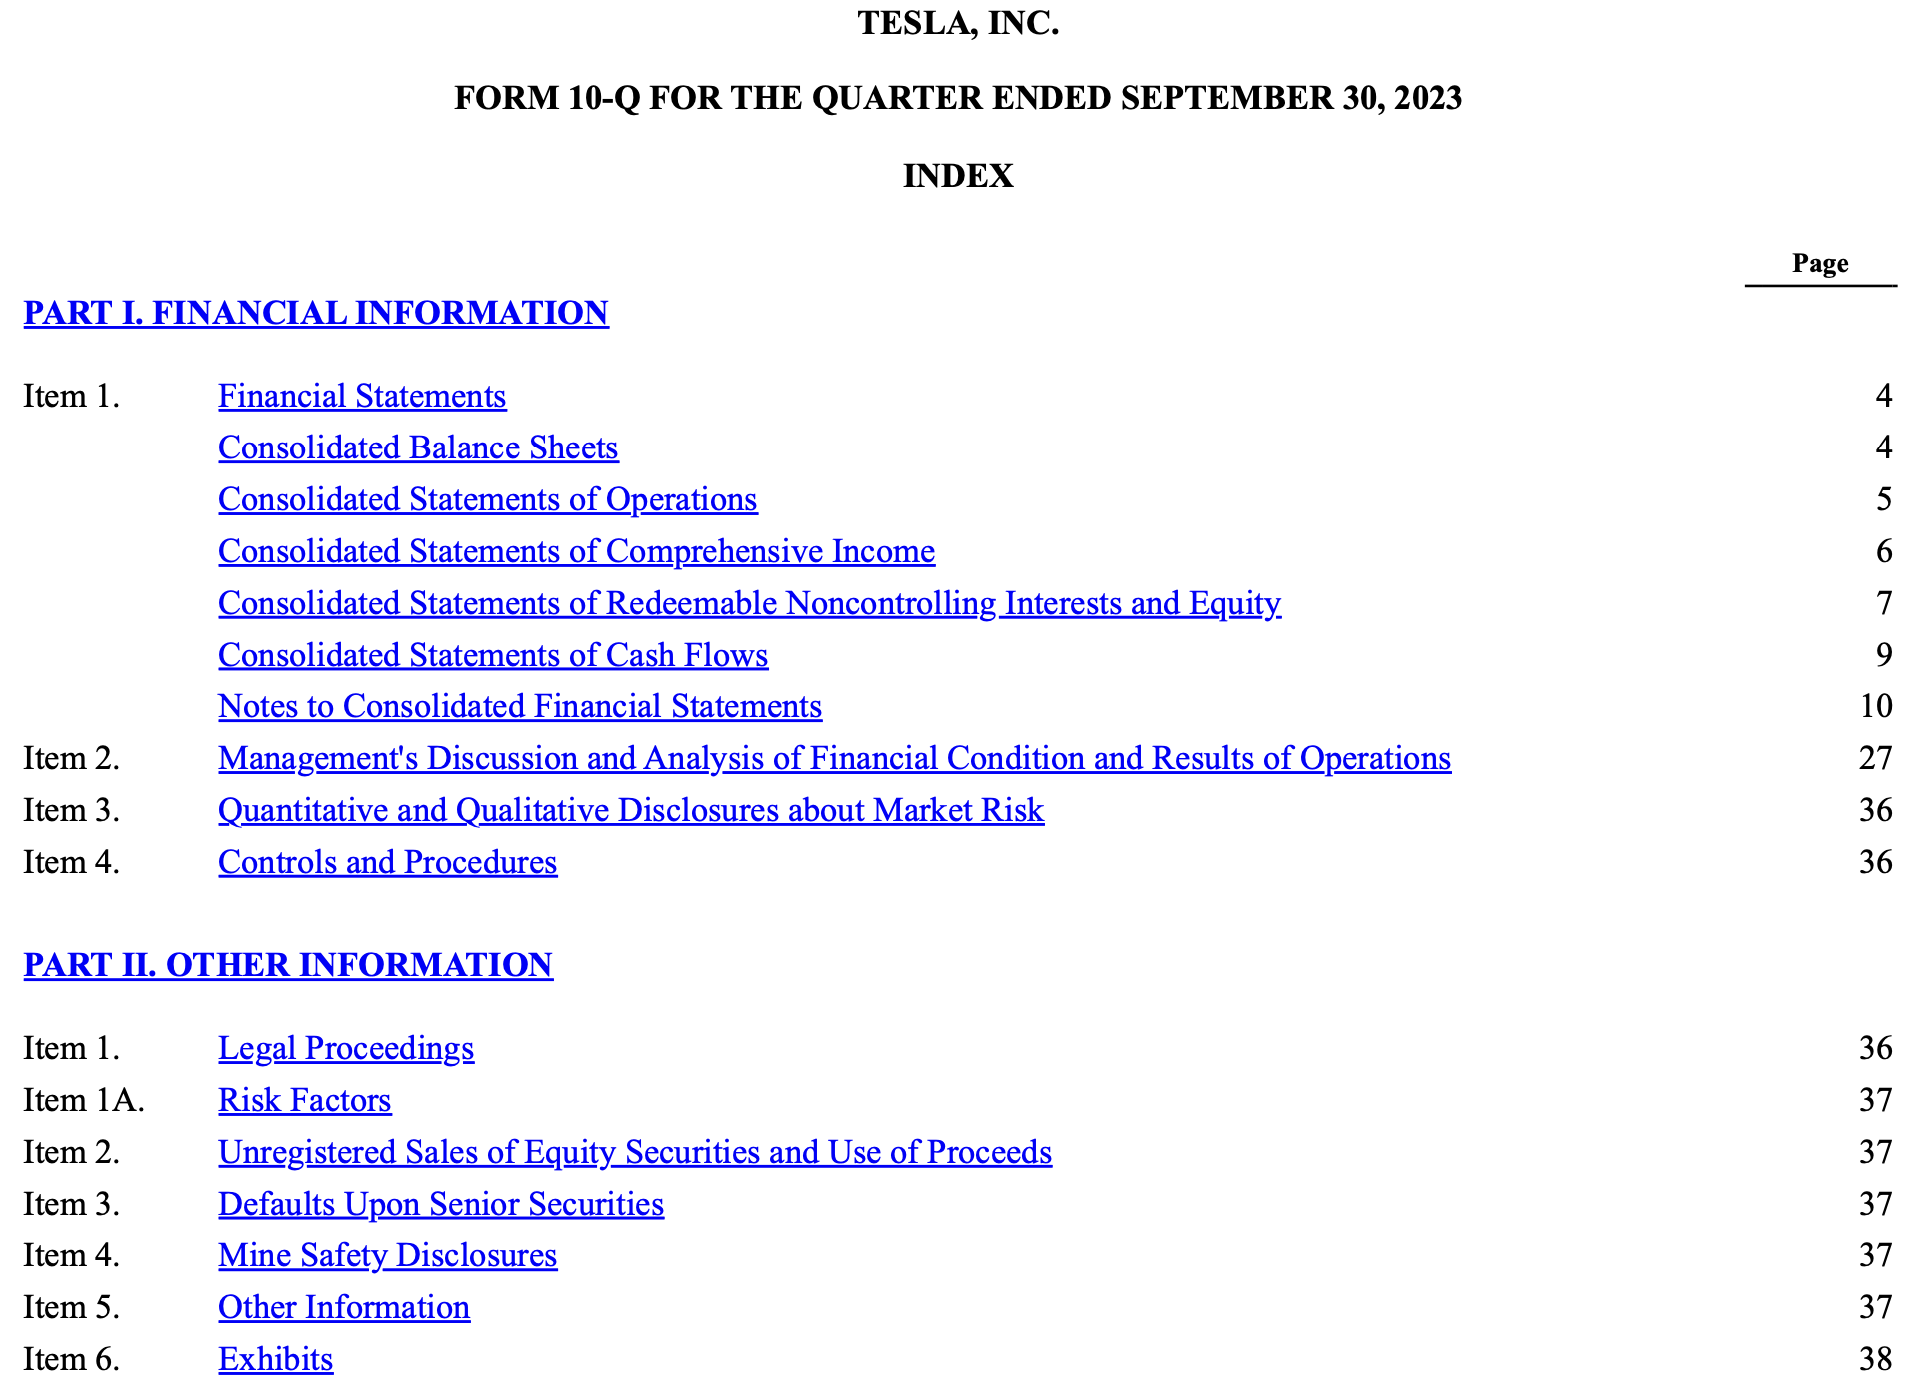 TESLA, INC.
FORM 10-Q FOR THE QUARTER ENDED SEPTEMBER 30, 2023
INDEX
Page
PART I. FINANCIAL INFORMATION
Item 1. Financial Statements 4
Consolidated Balance Sheets 4
Consolidated Statements of Operations 5
Consolidated Statements of Comprehensive Income 6
Consolidated Statements of Redeemable Noncontrolling Interests and Equity 7
Consolidated Statements of Cash Flows 9
Notes to Consolidated Financial Statements 10
Item 2. Management's Discussion and Analysis of Financial Condition and Results of Operations 27
Item 3. Quantitative and Qualitative Disclosures about Market Risk 36
Item 4. Controls and Procedures 36
PART II. OTHER INFORMATION
Item 1. Legal Proceedings 36
Item 1A. Risk Factors 37
Item 2. Unregistered Sales of Equity Securities and Use of Proceeds 37
Item 3. Defaults Upon Senior Securities 37
Item 4. Mine Safety Disclosures 37
Item 5. Other Information 37
Item 6. Exhibits 38